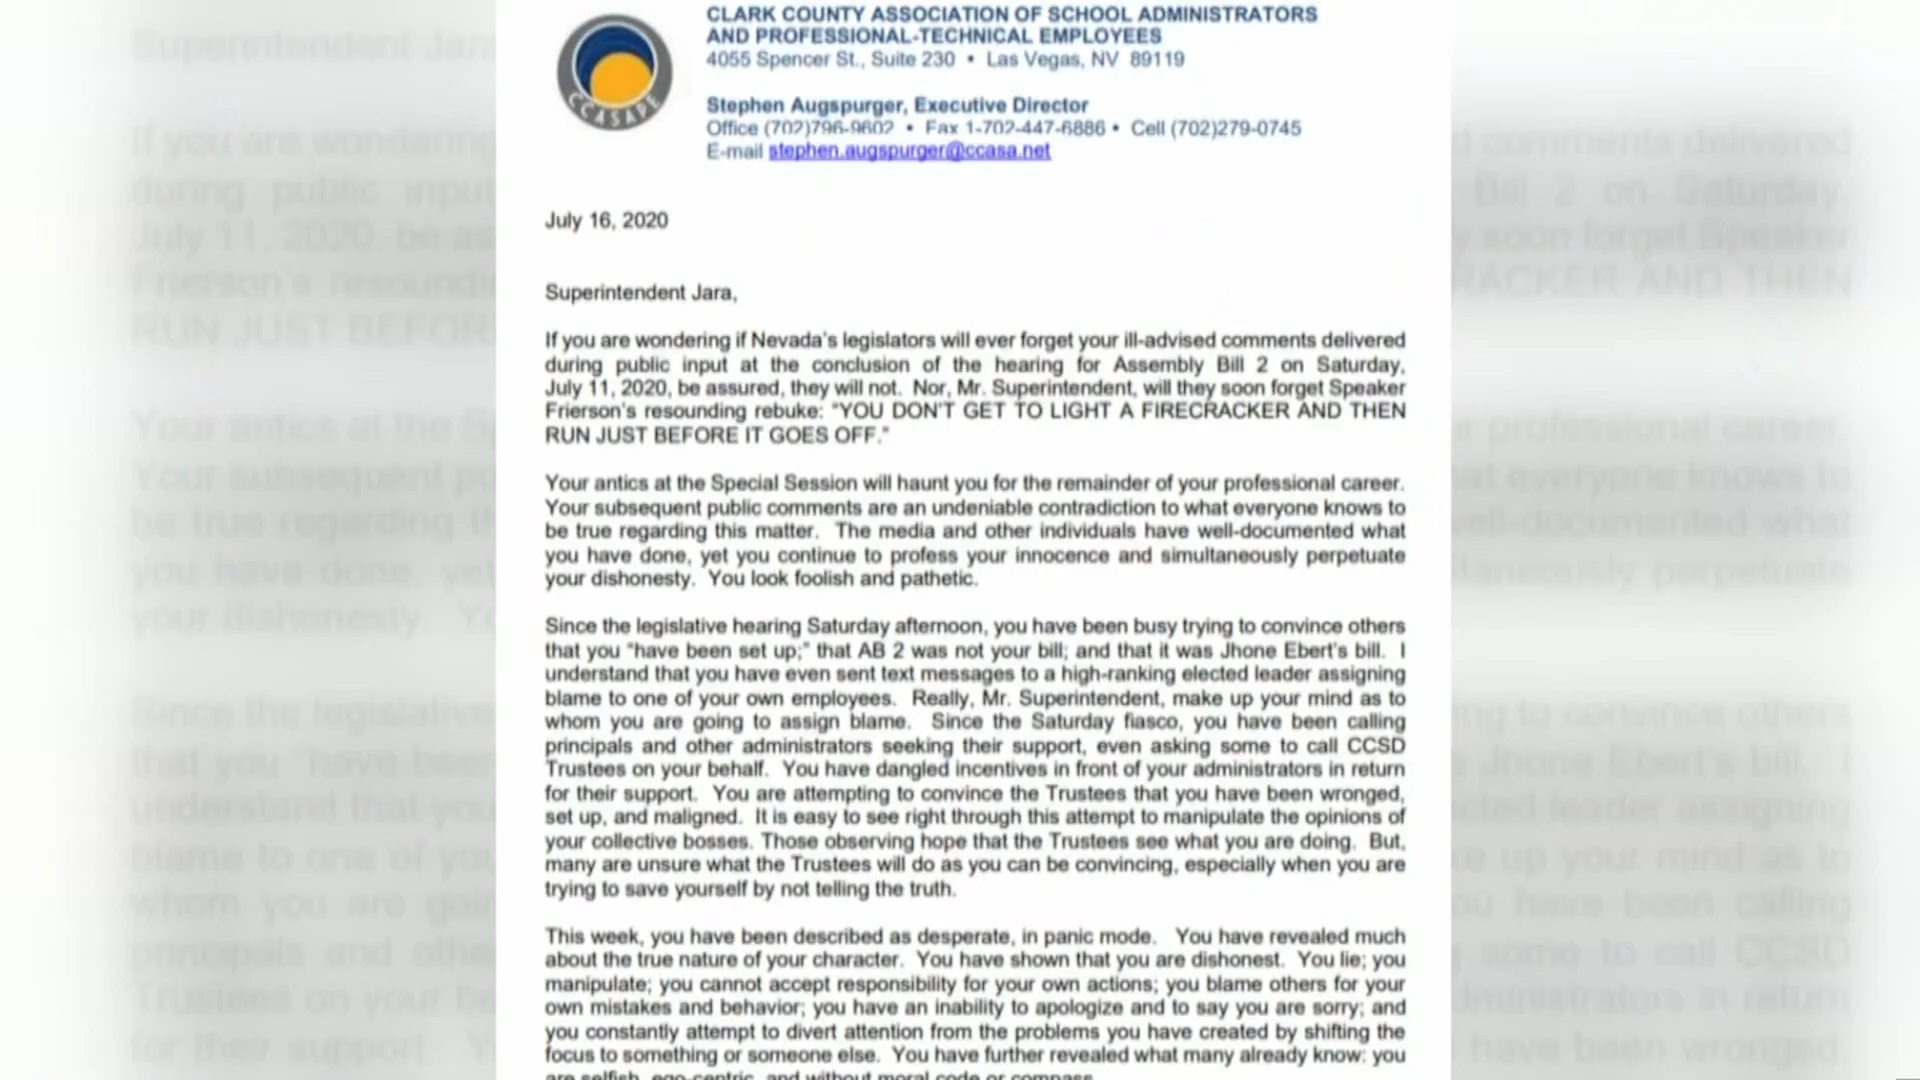 CLARK COUNTY ASSOCIATION OF SCHOOL ADMINISTRATORS
AND PROFESSIONAL-TECHNICAL EMPLOYEES
4055 Spencer St., Suite 230 • Las Vegas, NV 89119
CCASAPE
Stephen Augspurger, Executive Director
Office (702)796-9602 • Fax 1-702-447-6886 • Cell (702)279-0745
E-mail stephen.augspurger@ccasa.net
July 16, 2020
Superintendent Jara,
If you are wondering if Nevada's legislators will ever forget your ill-advised comments delivered
during public input at the conclusion of the hearing for Assembly Bill 2 on Saturday,
July 11, 2020, be assured, they will not. Nor, Mr. Superintendent, will they soon forget Speaker
Frierson's resounding rebuke: "YOU DON'T GET TO LIGHT A FIRECRACKER AND THEN
RUN JUST BEFORE IT GOES OFF."
Your antics at the Special Session will haunt you for the remainder of your professional career.
Your subsequent public comments are an undeniable contradiction to what everyone knows to
be true regarding this matter. The media and other individuals have well-documented what
you have done, yet you continue to profess your innocence and simultaneously perpetuate
your dishonesty. You look foolish and pathetic.
Since the legislative hearing Saturday afternoon, you have been busy trying to convince others
that you "have been set up;" that AB 2 was not your bill; and that it was Jhone Ebert's bill. I
understand that you have even sent text messages to a high-ranking elected leader assigning
blame to one of your own employees. Really, Mr. Superintendent, make up your mind as to
whom you are going to assign blame. Since the Saturday fiasco, you have been calling
principals and other administrators seeking their support, even asking some to call CCSD
Trustees on your behalf. You have dangled incentives in front of your administrators in return
for their support. You are attempting to convince the Trustees that you have been wronged,
set up, and maligned. It is easy to see right through this attempt to manipulate the opinions of
your collective bosses. Those observing hope that the Trustees see what you are doing. But,
many are unsure what the Trustees will do as you can be convincing, especially when you are
trying to save yourself by not telling the truth.
This week, you have been described as desperate, in panic mode. You have revealed much
about the true nature of your character. You have shown that you are dishonest. You lie; you
manipulate; you cannot accept responsibility for your own actions; you blame others for your
own mistakes and behavior; you have an inability to apologize and to say you are sorry; and
you constantly attempt to divert attention from the problems you have created by shifting the
focus to something or someone else. You have further revealed what many already know: you
are selfish, ego-centric, and without moral code or compass.